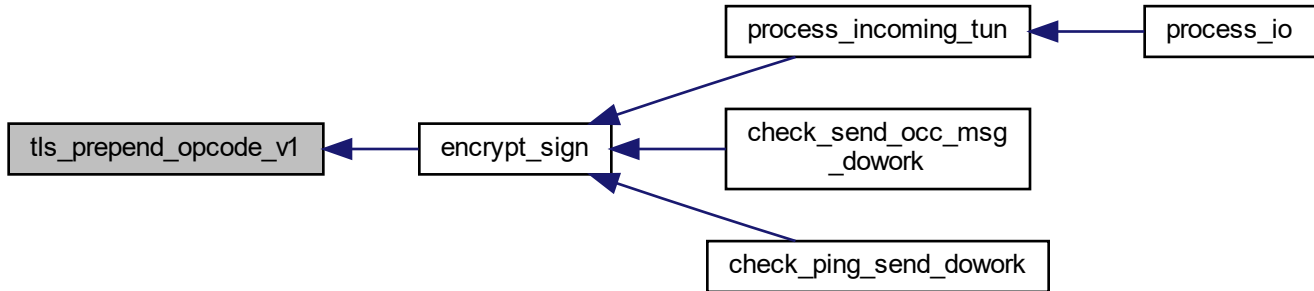 process_incoming_tun
process_io
tls_prepend_opcode_v1
encrypt_sign
check_send_occ_msg
_dowork
check_ping_send_dowork